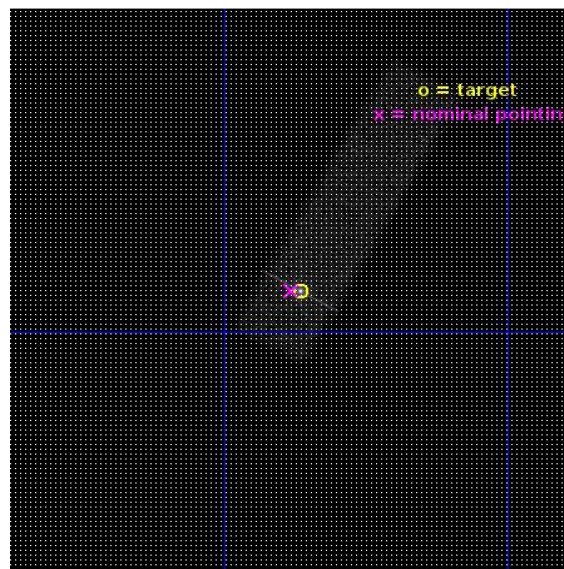 o = target
x = nominal pointin